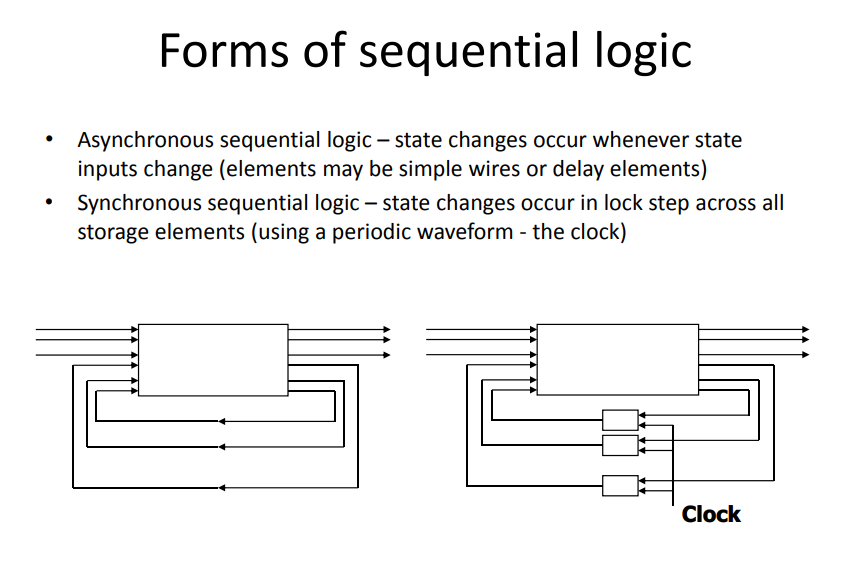 Forms of sequential logic
• Asynchronous sequential logic – state changes occur whenever state
inputs change (elements may be simple wires or delay elements)
• Synchronous sequential logic – state changes occur in lock step across all
storage elements (using a periodic waveform - the clock)
Clock